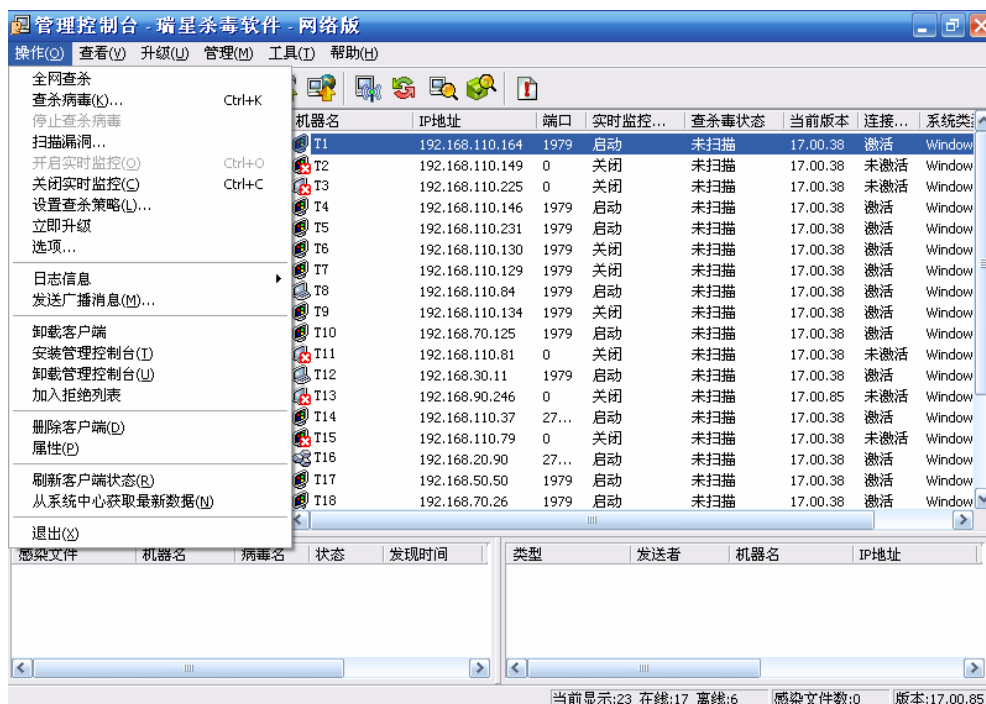 管理控制台 - 瑞星杀毒软件 - 网络版
操作(O) 查看(V) 升级(U) 管理(M) 工具(T) 帮助(H)
全网查杀
查杀病毒(K)... Ctrl+K
停止查杀病毒
扫描漏洞...
开启实时监控(O) Ctrl+O
关闭实时监控(C) Ctrl+C
设置查杀策略(L)...
立即升级
选项...
日志信息
发送广播消息(M)...
卸载客户端
安装管理控制台(T)
卸载管理控制台(U)
加入拒绝列表
删除客户端(D)
属性(P)
刷新客户端状态(R)
从系统中心获取最新数据(N)
退出(X)
机器名 IP地址 端口 实时监控... 查杀毒状态 当前版本 连接... 系统类
T1 192.168.110.164 1979 启动 未扫描 17.00.38 激活 Window
T2 192.168.110.149 0 关闭 未扫描 17.00.38 未激活 Window
T3 192.168.110.225 0 关闭 未扫描 17.00.38 未激活 Window
T4 192.168.110.146 1979 启动 未扫描 17.00.38 激活 Window
T5 192.168.110.231 1979 启动 未扫描 17.00.38 激活 Window
T6 192.168.110.130 1979 关闭 未扫描 17.00.38 激活 Window
T7 192.168.110.129 1979 关闭 未扫描 17.00.38 激活 Window
T8 192.168.110.84 1979 启动 未扫描 17.00.38 激活 Window
T9 192.168.110.134 1979 关闭 未扫描 17.00.38 激活 Window
T10 192.168.70.125 1979 启动 未扫描 17.00.38 激活 Window
T11 192.168.110.81 0 关闭 未扫描 17.00.38 未激活 Window
T12 192.168.30.11 1979 启动 未扫描 17.00.38 激活 Window
T13 192.168.90.246 0 关闭 未扫描 17.00.85 未激活 Window
T14 192.168.110.37 27... 启动 未扫描 17.00.38 激活 Window
T15 192.168.110.79 0 关闭 未扫描 17.00.38 未激活 Window
T16 192.168.20.90 27... 启动 未扫描 17.00.38 激活 Window
T17 192.168.50.50 1979 启动 未扫描 17.00.38 激活 Window
T18 192.168.70.26 1979 启动 未扫描 17.00.38 激活 Window
感染文件 机器名 病毒名 状态 发现时间 类型 发送者 机器名 IP地址
当前显示:23 在线:17 离线:6 感染文件数:0 版本:17.00.85